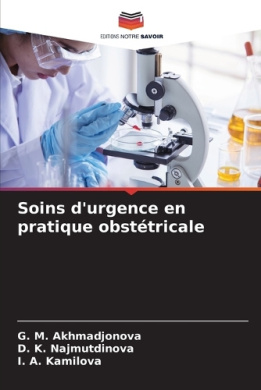 EDITIONS NOTRE SAVOIR
Soins d'urgence en
pratique obstétricale
G. M. Akhmadjonova
D. K. Najmutdinova
I. A. Kamilova